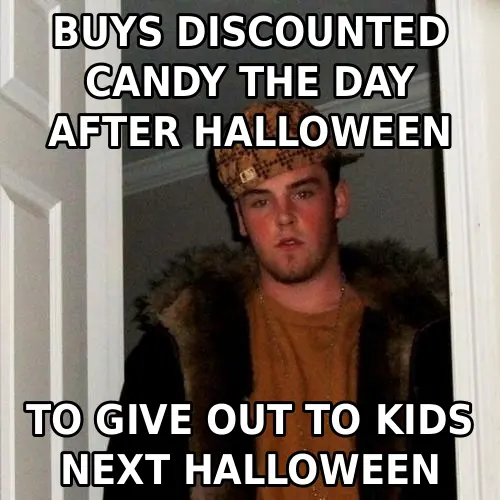 BUYS DISCOUNTED
CANDY THE DAY
AFTER HALLOWEEN
TO GIVE OUT TO KIDS
NEXT HALLOWEEN